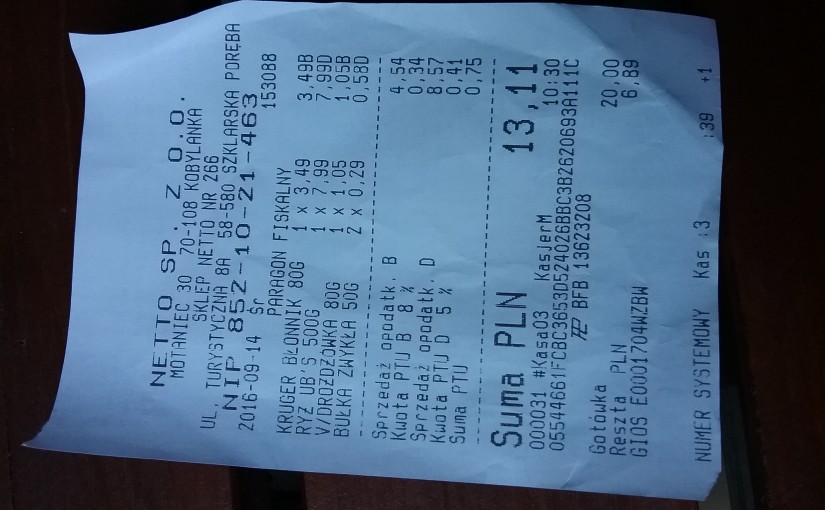 NETTO SP. Z O.O.
MOTANIEC 30 70-108 KOBYLANKA
SKLEP NETTO NR 266
UL. TURYSTYCZNA 8A 58-580 SZKLARSKA PORĘBA
NIP 852-10-21-463
2016-09-14 śr 153088
PARAGON FISKALNY
KRUGER BŁONNIK 80G 1 x 3,49 3,49B
RYŻ UB'S 500G 1 x 7,99 7,99D
V/DROŻDŻÓWKA 80G 1 x 1,05 1,05B
BUŁKA ZWYKŁA 50G 2 x 0,29 0,58D
Sprzedaż opodatk. B 4,54
Kwota PTU B 8 % 0,34
Sprzedaż opodatk. D 8,57
Kwota PTU D 5 % 0,41
Suma PTU 0,75
Suma PLN 13,11
000031 #Kasa03 KasjerM 10:30
05544661FCBC3653D524026BBC3B2620693A111C
BFB 13623208
Gotówka 20,00
Reszta PLN 6,89
GIOS E0001704WZBW
NUMER SYSTEMOWY Kas :3 :39 +1